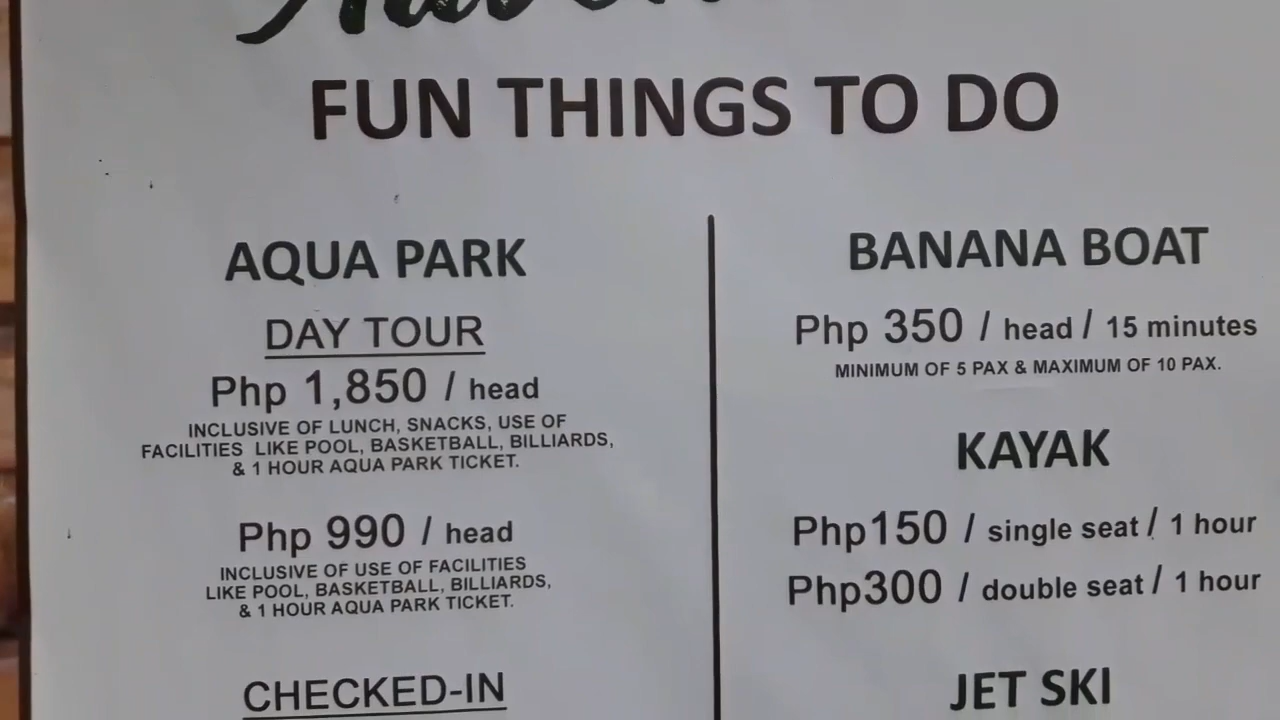 FUN THINGS TO DO
AQUA PARK
DAY TOUR
Php 1,850 / head
INCLUSIVE OF LUNCH, SNACKS, USE OF
FACILITIES LIKE POOL, BASKETBALL, BILLIARDS,
& 1 HOUR AQUA PARK TICKET.
Php 990 / head
INCLUSIVE OF USE OF FACILITIES
LIKE POOL, BASKETBALL, BILLIARDS,
& 1 HOUR AQUA PARK TICKET.
CHECKED-IN
BANANA BOAT
Php 350 / head / 15 minutes
MINIMUM OF 5 PAX & MAXIMUM OF 10 PAX.
KAYAK
Php150 / single seat / 1 hour
Php300 / double seat / 1 hour
JET SKI